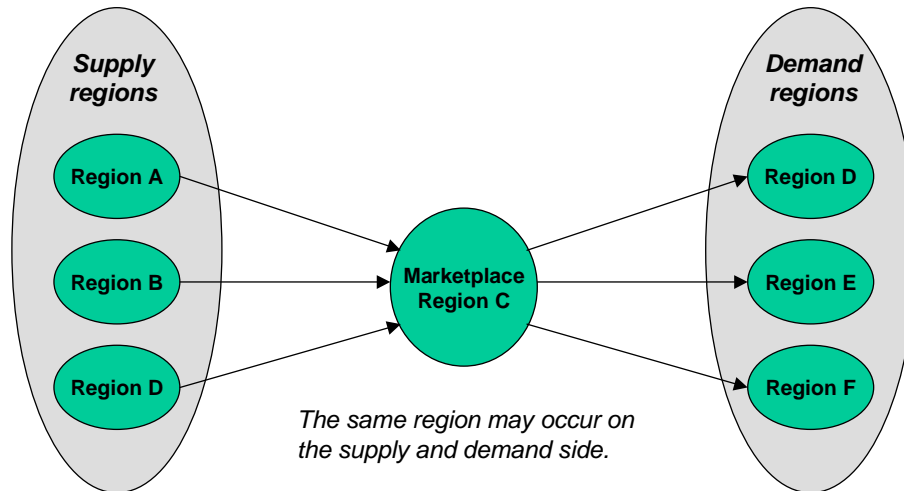 Supply
regions
Region A
Region B
Region D
Marketplace
Region C
The same region may occur on
the supply and demand side.
Demand
regions
Region D
Region E
Region F